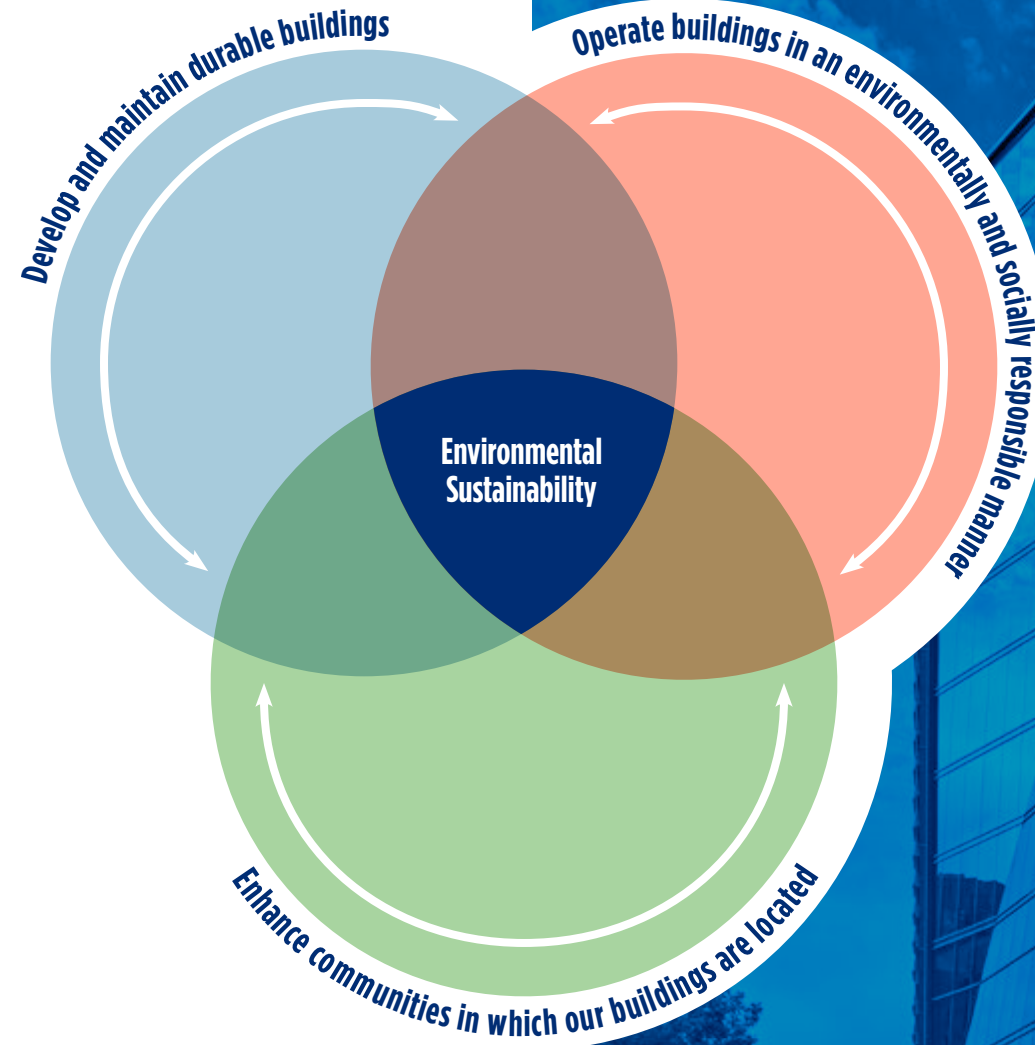 Develop and maintain durable buildings
Operate buildings in an environmentally and socially responsible manner
Environmental
Sustainability
Enhance communities in which our buildings are located